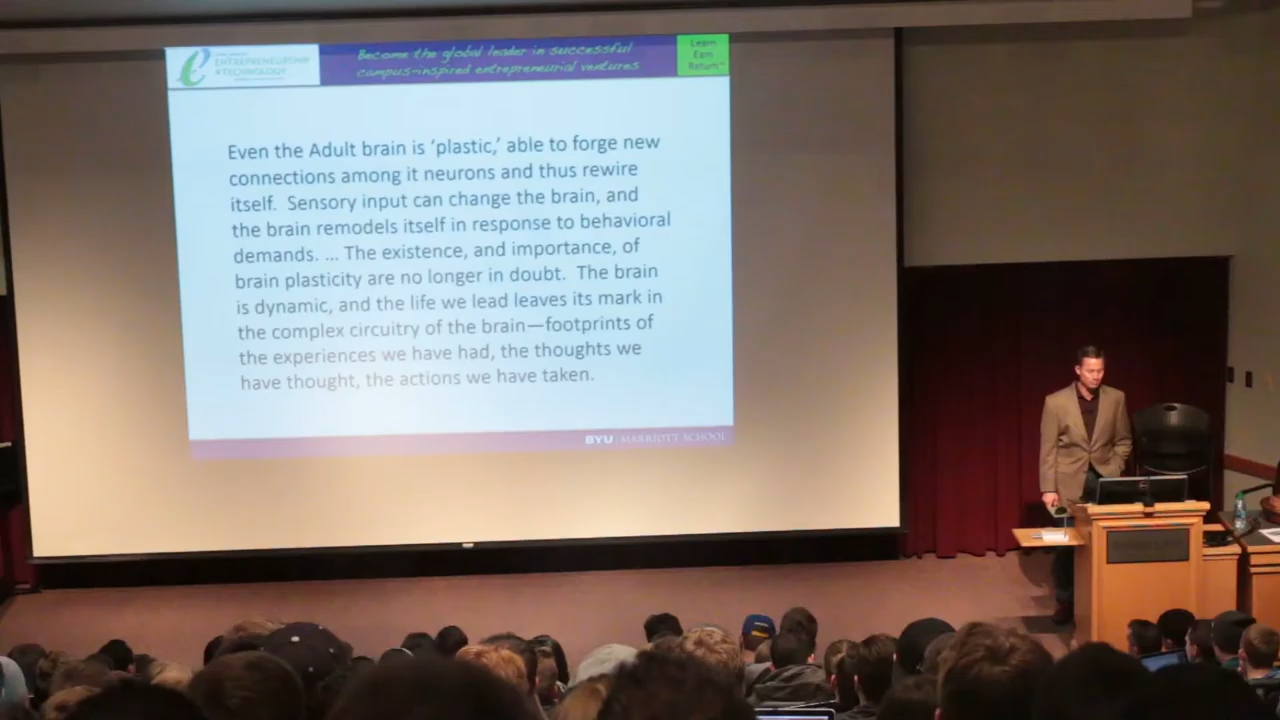 Become the global leader in successful
campus-inspired entrepreneurial ventures
Learn
Earn
Return™
ENTREPRENEURSHIP
&TECHNOLOGY
Even the Adult brain is ‘plastic,’ able to forge new
connections among it neurons and thus rewire
itself. Sensory input can change the brain, and
the brain remodels itself in response to behavioral
demands. … The existence, and importance, of
brain plasticity are no longer in doubt. The brain
is dynamic, and the life we lead leaves its mark in
the complex circuitry of the brain—footprints of
the experiences we have had, the thoughts we
have thought, the actions we have taken.
BYU MARRIOTT SCHOOL